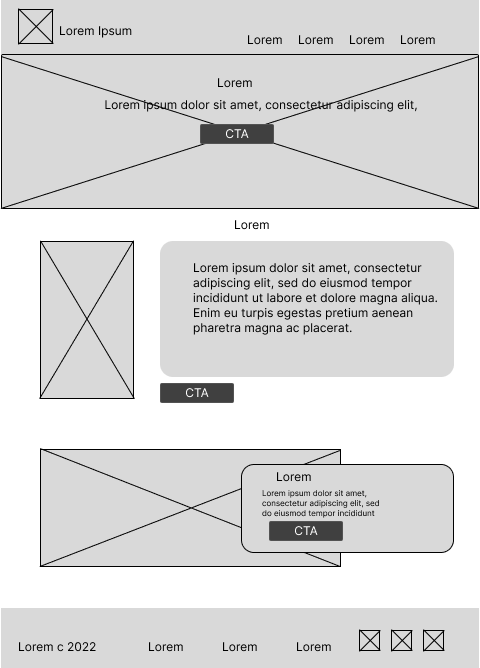 Lorem Ipsum
Lorem Lorem Lorem Lorem
Lorem
Lorem ipsum dolor sit amet, consectetur adipiscing elit,
CTA
Lorem
Lorem ipsum dolor sit amet, consectetur
adipiscing elit, sed do eiusmod tempor
incididunt ut labore et dolore magna aliqua.
Enim eu turpis egestas pretium aenean
pharetra magna ac placerat.
CTA
Lorem
Lorem ipsum dolor sit amet,
consectetur adipiscing elit, sed
do eiusmod tempor incididunt
CTA
Lorem c 2022 Lorem Lorem Lorem